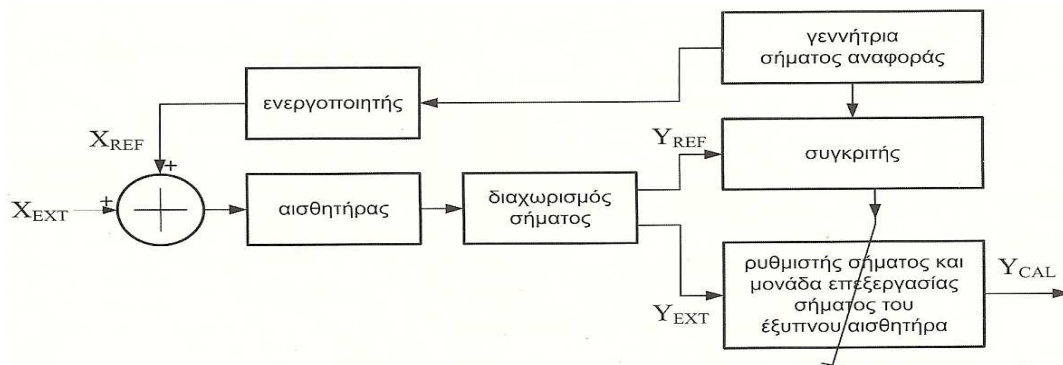 γεννήτρια
σήματος αναφοράς
ενεργοποιητής
X_REF
+
Y_REF
συγκριτής
X_EXT
+
αισθητήρας
διαχωρισμός
σήματος
Y_EXT
ρυθμιστής σήματος και
μονάδα επεξεργασίας
σήματος του
έξυπνου αισθητήρα
Y_CAL